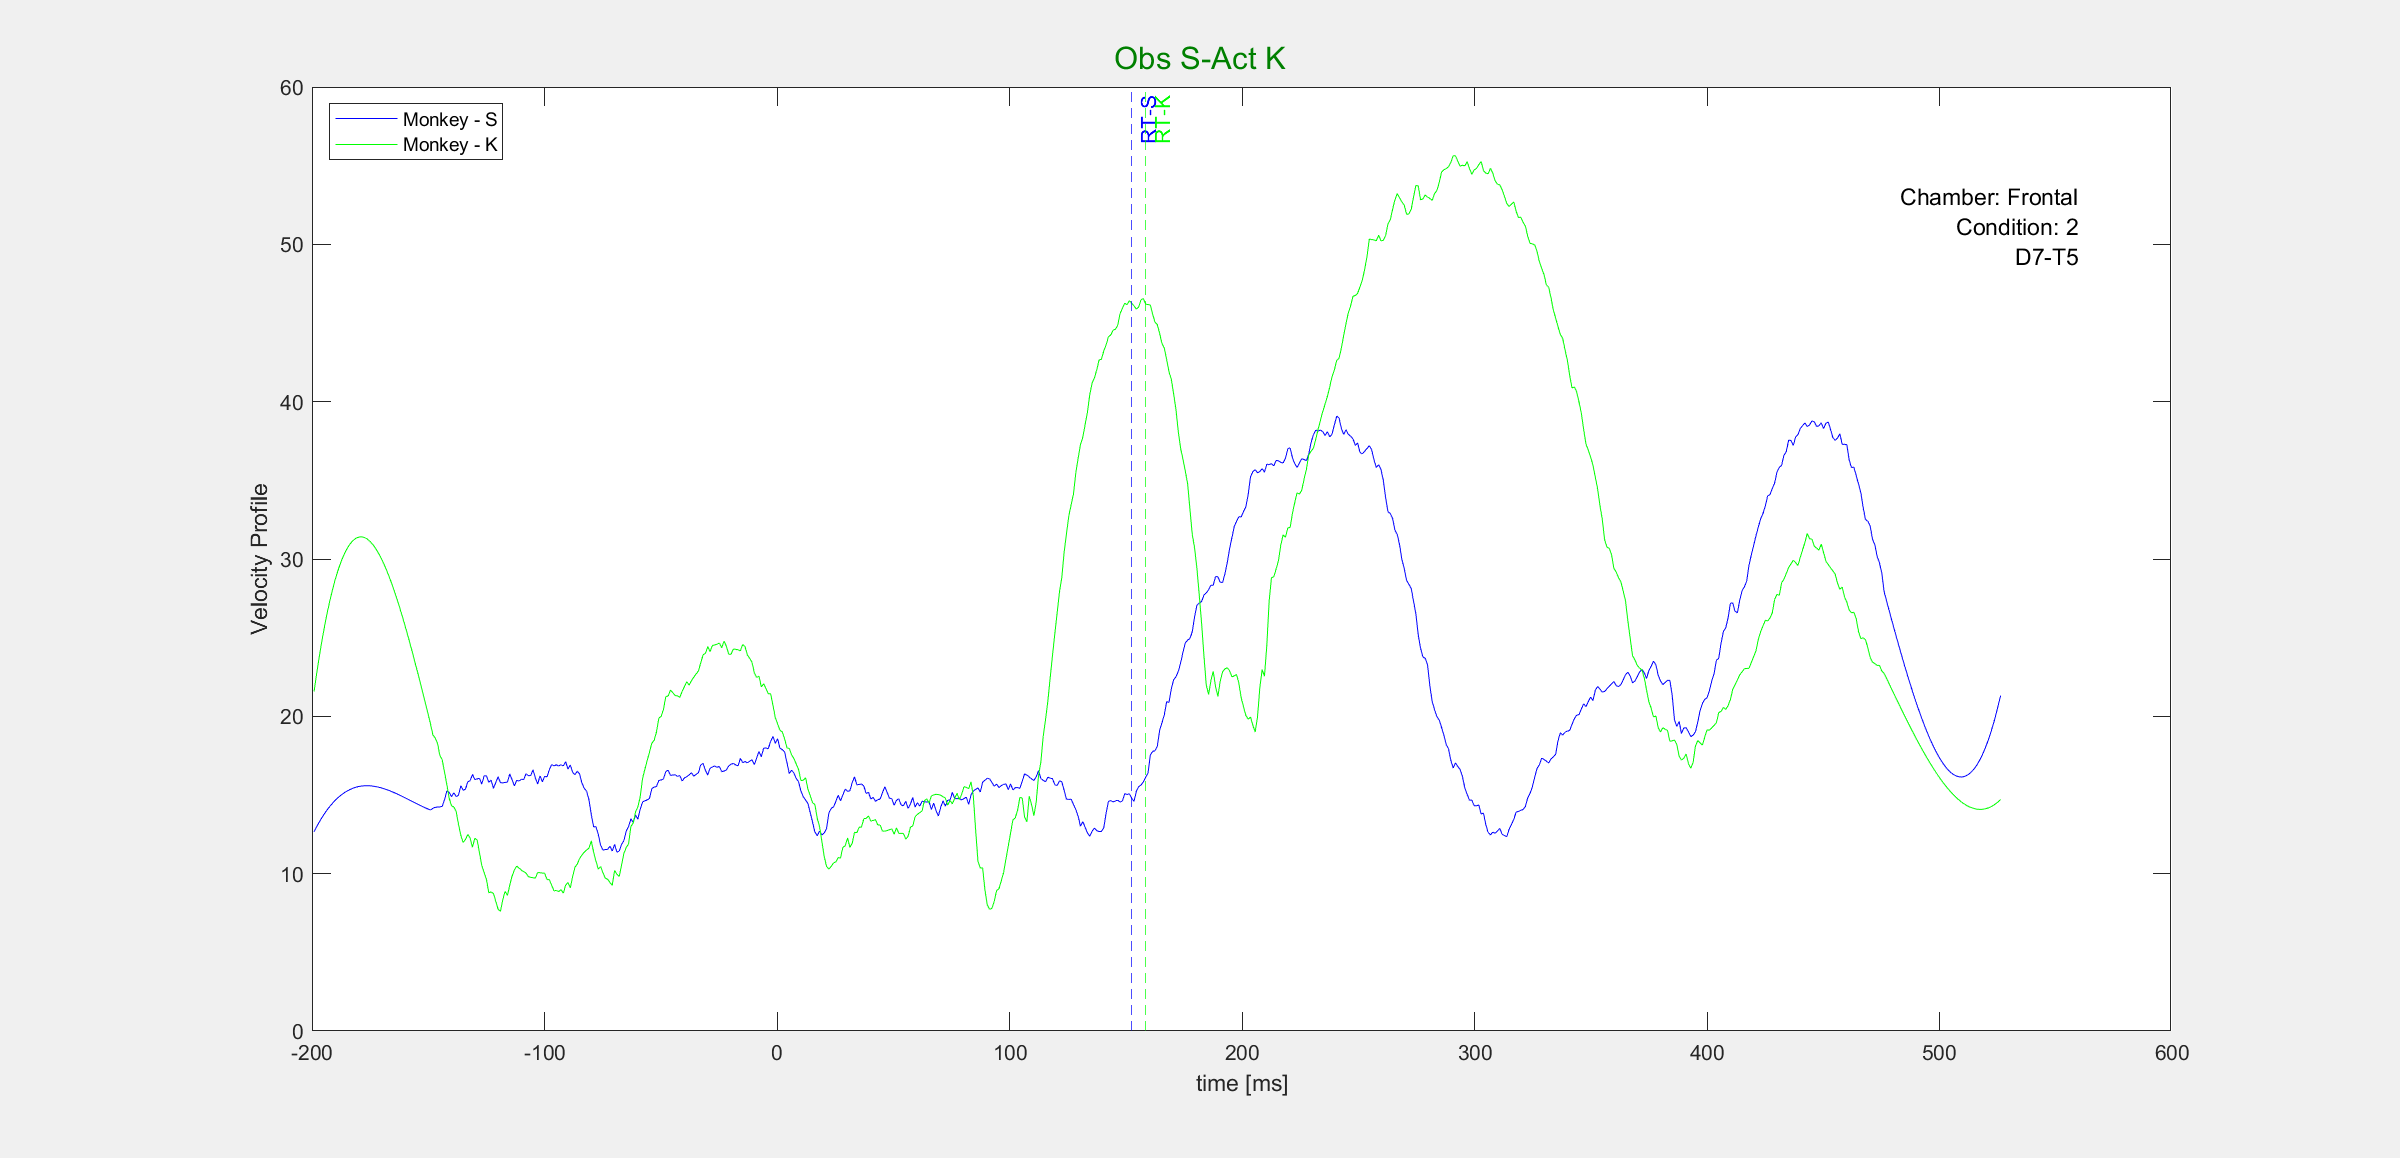 Obs S-Act K
60
50
40
30
20
10
0
Velocity Profile
Monkey - S
Monkey - K
RT-S
RT-K
Chamber: Frontal
Condition: 2
D7-T5
-200
-100
0
100
200
300
400
500
600
time [ms]